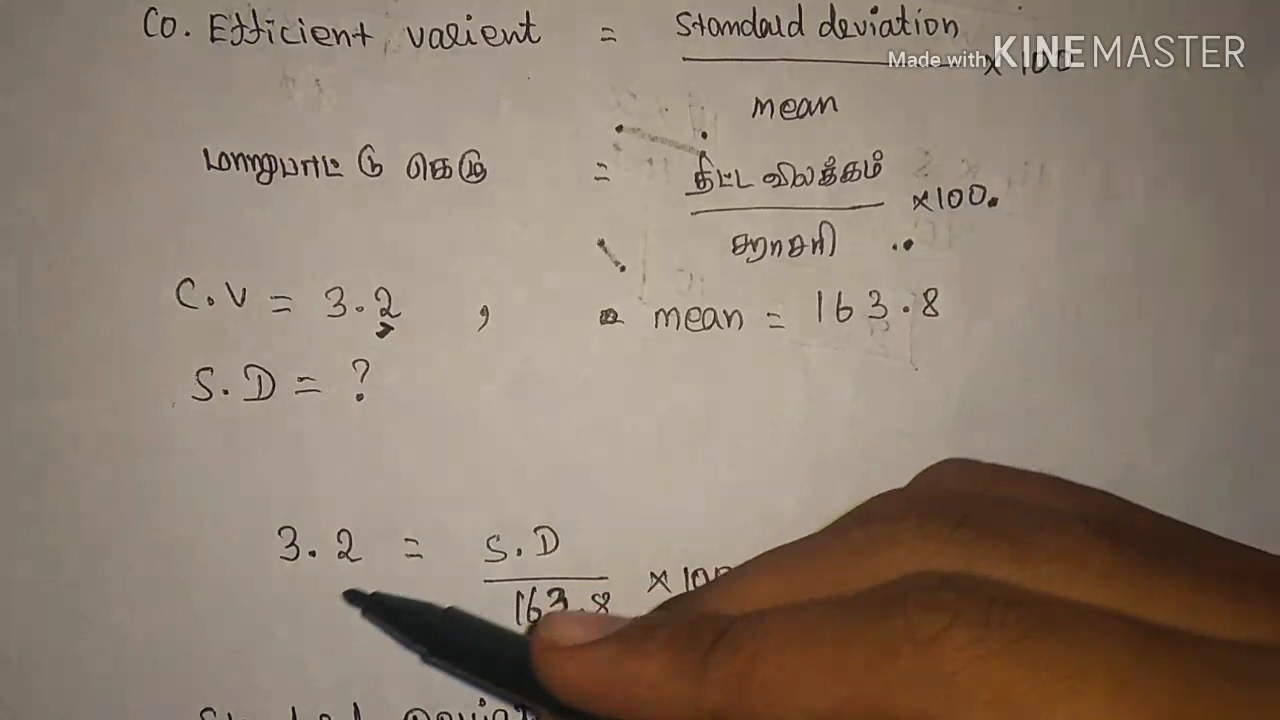 Co. Efficient varient = Standard deviation
Made with KINEMASTER
x 100
mean
மாறுபாட்டு கெழு = திட்ட விலக்கம்
x100.
சராசரி
C.V = 3.2 , mean = 163.8
S.D = ?
3.2 = S.D
x 100
163.8